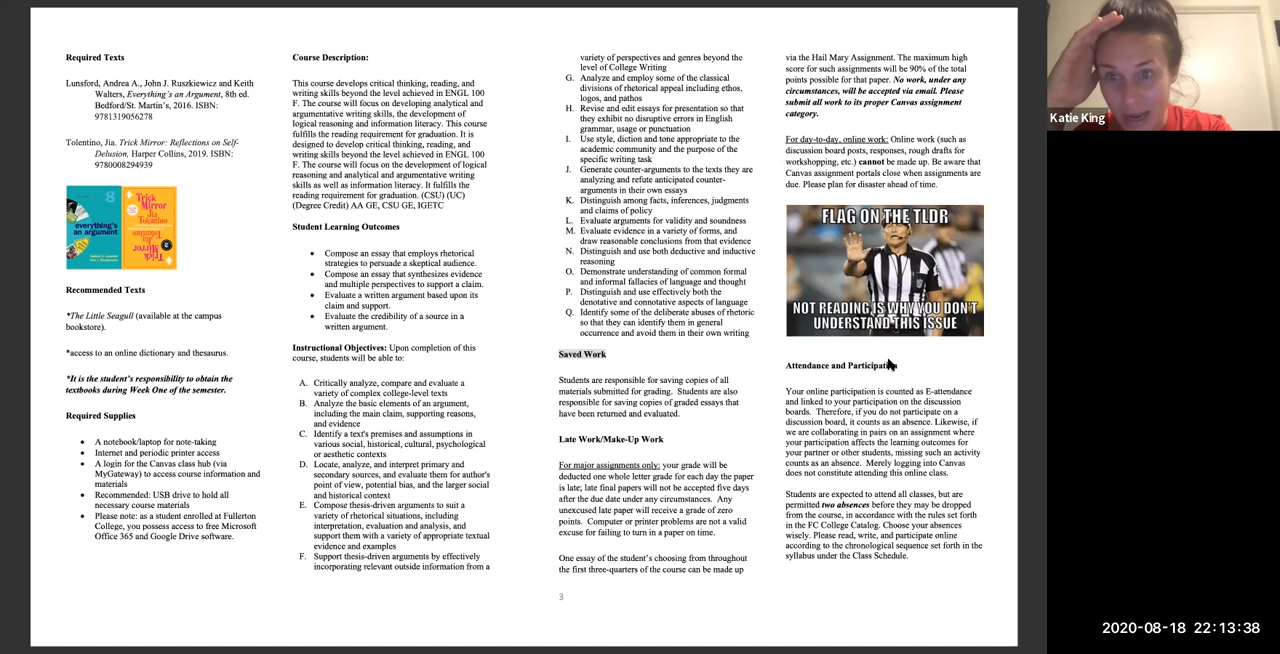 Required Texts
Lunsford, Andrea A., John J. Ruszkiewicz and Keith
Walters, Everything's an Argument, 8th ed.
Bedford/St. Martin's, 2016. ISBN:
9781319056278
Tolentino, Jia. Trick Mirror: Reflections on Self-
Delusion, Harper Collins, 2019. ISBN:
9780008294939
8
everything's
an argument
Trick
Mirror
Jia
Tolentino
Recommended Texts
*The Little Seagull (available at the campus
bookstore).
*access to an online dictionary and thesaurus.
*It is the student's responsibility to obtain the
textbooks during Week One of the semester.
Required Supplies
• A notebook/laptop for note-taking
• Internet and periodic printer access
• A login for the Canvas class hub (via
MyGateway) to access course information and
materials
• Recommended: USB drive to hold all
necessary course materials
• Please note: as a student enrolled at Fullerton
College, you possess access to free Microsoft
Office 365 and Google Drive software.
Course Description:
This course develops critical thinking, reading, and
writing skills beyond the level achieved in ENGL 100
F. The course will focus on developing analytical and
argumentative writing skills, the development of
logical reasoning and information literacy. This course
fulfills the reading requirement for graduation. It is
designed to develop critical thinking, reading, and
writing skills beyond the level achieved in ENGL 100
F. The course will focus on the development of logical
reasoning and analytical and argumentative writing
skills as well as information literacy. It fulfills the
reading requirement for graduation. (CSU) (UC)
(Degree Credit) AA GE, CSU GE, IGETC
Student Learning Outcomes
• Compose an essay that employs rhetorical
strategies to persuade a skeptical audience.
• Compose an essay that synthesizes evidence
and multiple perspectives to support a claim.
• Evaluate a written argument based upon its
claim and support.
• Evaluate the credibility of a source in a
written argument.
Instructional Objectives: Upon completion of this
course, students will be able to:
A. Critically analyze, compare and evaluate a
variety of complex college-level texts
B. Analyze the basic elements of an argument,
including the main claim, supporting reasons,
and evidence
C. Identify a text's premises and assumptions in
various social, historical, cultural, psychological
or aesthetic contexts
D. Locate, analyze, and interpret primary and
secondary sources, and evaluate them for author's
point of view, potential bias, and the larger social
and historical context
E. Compose thesis-driven arguments to suit a
variety of rhetorical situations, including
interpretation, evaluation and analysis, and
support them with a variety of appropriate textual
evidence and examples
F. Support thesis-driven arguments by effectively
incorporating relevant outside information from a
variety of perspectives and genres beyond the
level of College Writing
G. Analyze and employ some of the classical
divisions of rhetorical appeal including ethos,
logos, and pathos
H. Revise and edit essays for presentation so that
they exhibit no disruptive errors in English
grammar, usage or punctuation
I. Use style, diction and tone appropriate to the
academic community and the purpose of the
specific writing task
J. Generate counter-arguments to the texts they are
analyzing and refute anticipated counter-
arguments in their own essays
K. Distinguish among facts, inferences, judgments
and claims of policy
L. Evaluate arguments for validity and soundness
M. Evaluate evidence in a variety of forms, and
draw reasonable conclusions from that evidence
N. Distinguish and use both deductive and inductive
reasoning
O. Demonstrate understanding of common formal
and informal fallacies of language and thought
P. Distinguish and use effectively both the
denotative and connotative aspects of language
Q. Identify some of the deliberate abuses of rhetoric
so that they can identify them in general
occurrence and avoid them in their own writing
Saved Work
Students are responsible for saving copies of all
materials submitted for grading. Students are also
responsible for saving copies of graded essays that
have been returned and evaluated.
Late Work/Make-Up Work
For major assignments only: your grade will be
deducted one whole letter grade for each day the paper
is late; late final papers will not be accepted five days
after the due date under any circumstances. Any
unexcused late paper will receive a grade of zero
points. Computer or printer problems are not a valid
excuse for failing to turn in a paper on time.
One essay of the student's choosing from throughout
the first three-quarters of the course can be made up
3
via the Hail Mary Assignment. The maximum high
score for such assignments will be 90% of the total
points possible for that paper. No work, under any
circumstances, will be accepted via email. Please
submit all work to its proper Canvas assignment
category.
For day-to-day, online work: Online work (such as
discussion board posts, responses, rough drafts for
workshopping, etc.) cannot be made up. Be aware that
Canvas assignment portals close when assignments are
due. Please plan for disaster ahead of time.
FLAG ON THE TLDR
NOT READING IS WHY YOU DON'T
UNDERSTAND THIS ISSUE
Attendance and Participation
Your online participation is counted as E-attendance
and linked to your participation on the discussion
boards. Therefore, if you do not participate on a
discussion board, it counts as an absence. Likewise, if
we are collaborating in pairs on an assignment where
your participation affects the learning outcomes for
your partner or other students, missing such an activity
counts as an absence. Merely logging into Canvas
does not constitute attending this online class.
Students are expected to attend all classes, but are
permitted two absences before they may be dropped
from the course, in accordance with the rules set forth
in the FC College Catalog. Choose your absences
wisely. Please read, write, and participate online
according to the chronological sequence set forth in the
syllabus under the Class Schedule.
Katie King
2020-08-18 22:13:38